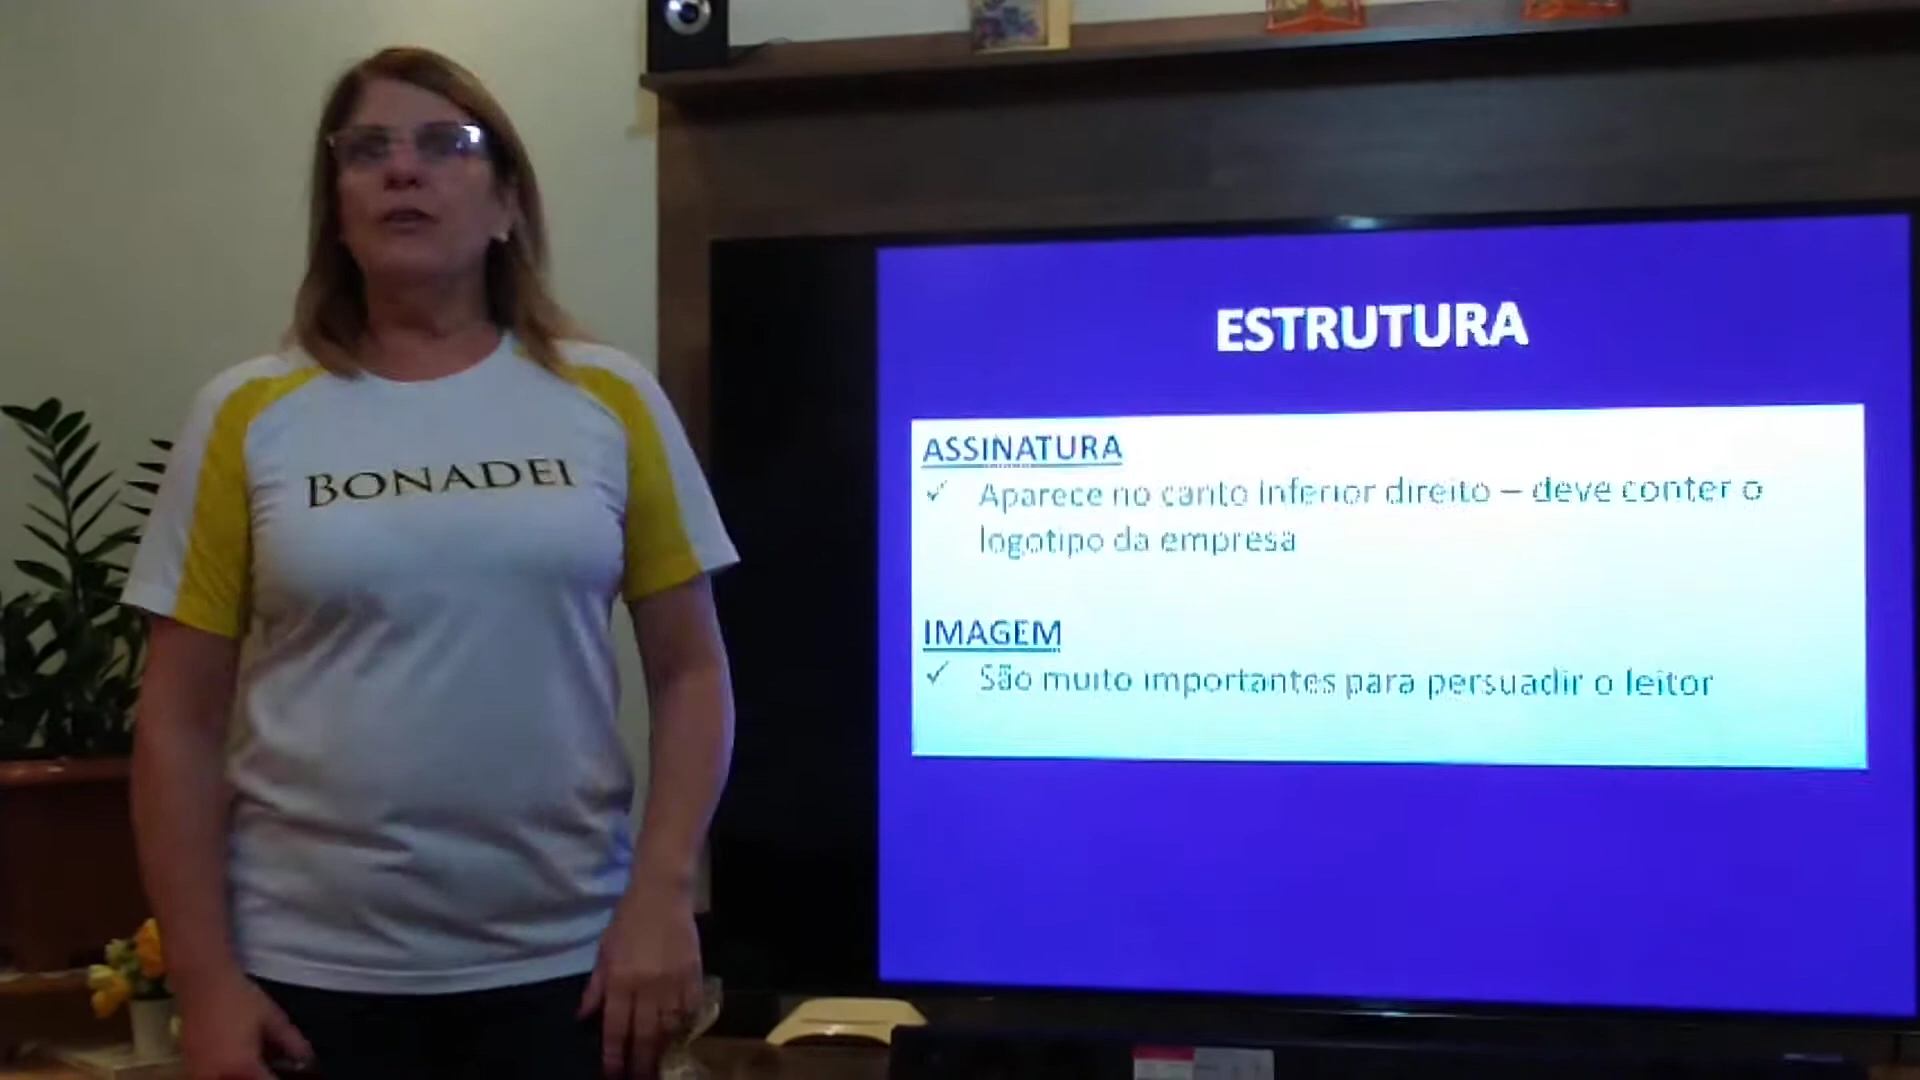 BONADEI
ESTRUTURA
ASSINATURA
✓ Aparece no canto inferior direito – deve conter o
logotipo da empresa
IMAGEM
✓ São muito importantes para persuadir o leitor